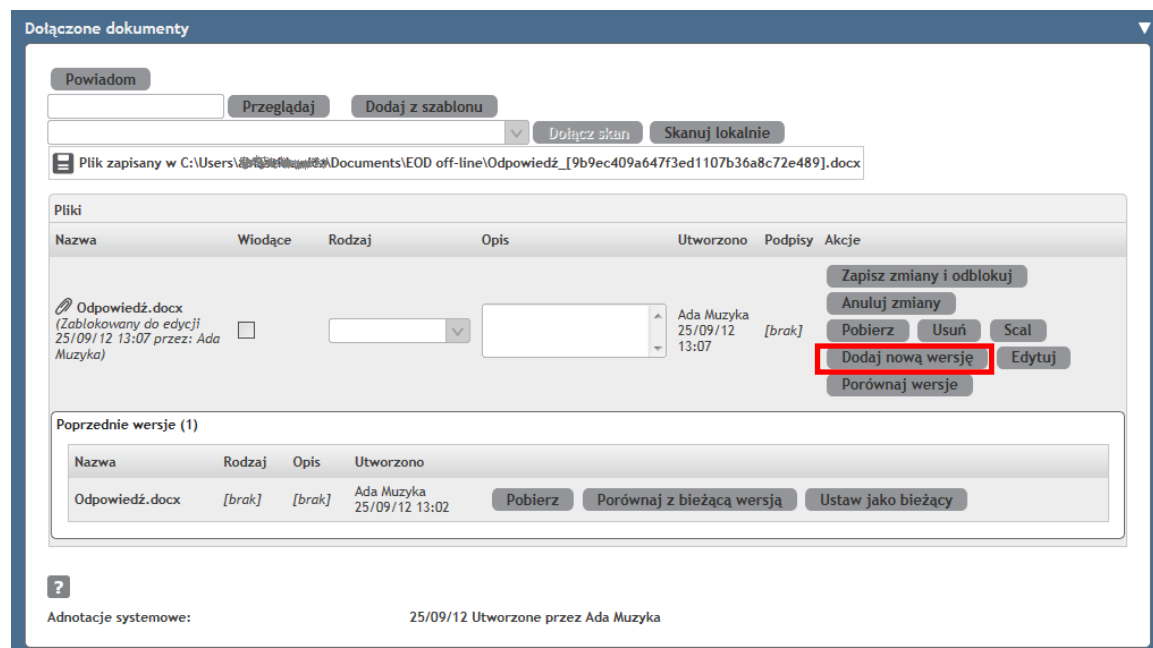 Dołączone dokumenty
Powiadom
Przeglądaj Dodaj z szablonu
Dołącz skan Skanuj lokalnie
Plik zapisany w C:\Users\ \Documents\EOD off-line\Odpowiedź_[9b9ec409a647f3ed1107b36a8c72e489].docx
Pliki
Nazwa Wiodące Rodzaj Opis Utworzono Podpisy Akcje
Zapisz zmiany i odblokuj
Anuluj zmiany
Odpowiedź.docx
(Zablokowany do edycji
25/09/12 13:07 przez: Ada
Muzyka)
Ada Muzyka
25/09/12
13:07
[brak]
Pobierz Usuń Scal
Dodaj nową wersję Edytuj
Porównaj wersje
Poprzednie wersje (1)
Nazwa Rodzaj Opis Utworzono
Odpowiedź.docx [brak] [brak] Ada Muzyka
25/09/12 13:02
Pobierz Porównaj z bieżącą wersją Ustaw jako bieżący
?
Adnotacje systemowe: 25/09/12 Utworzone przez Ada Muzyka